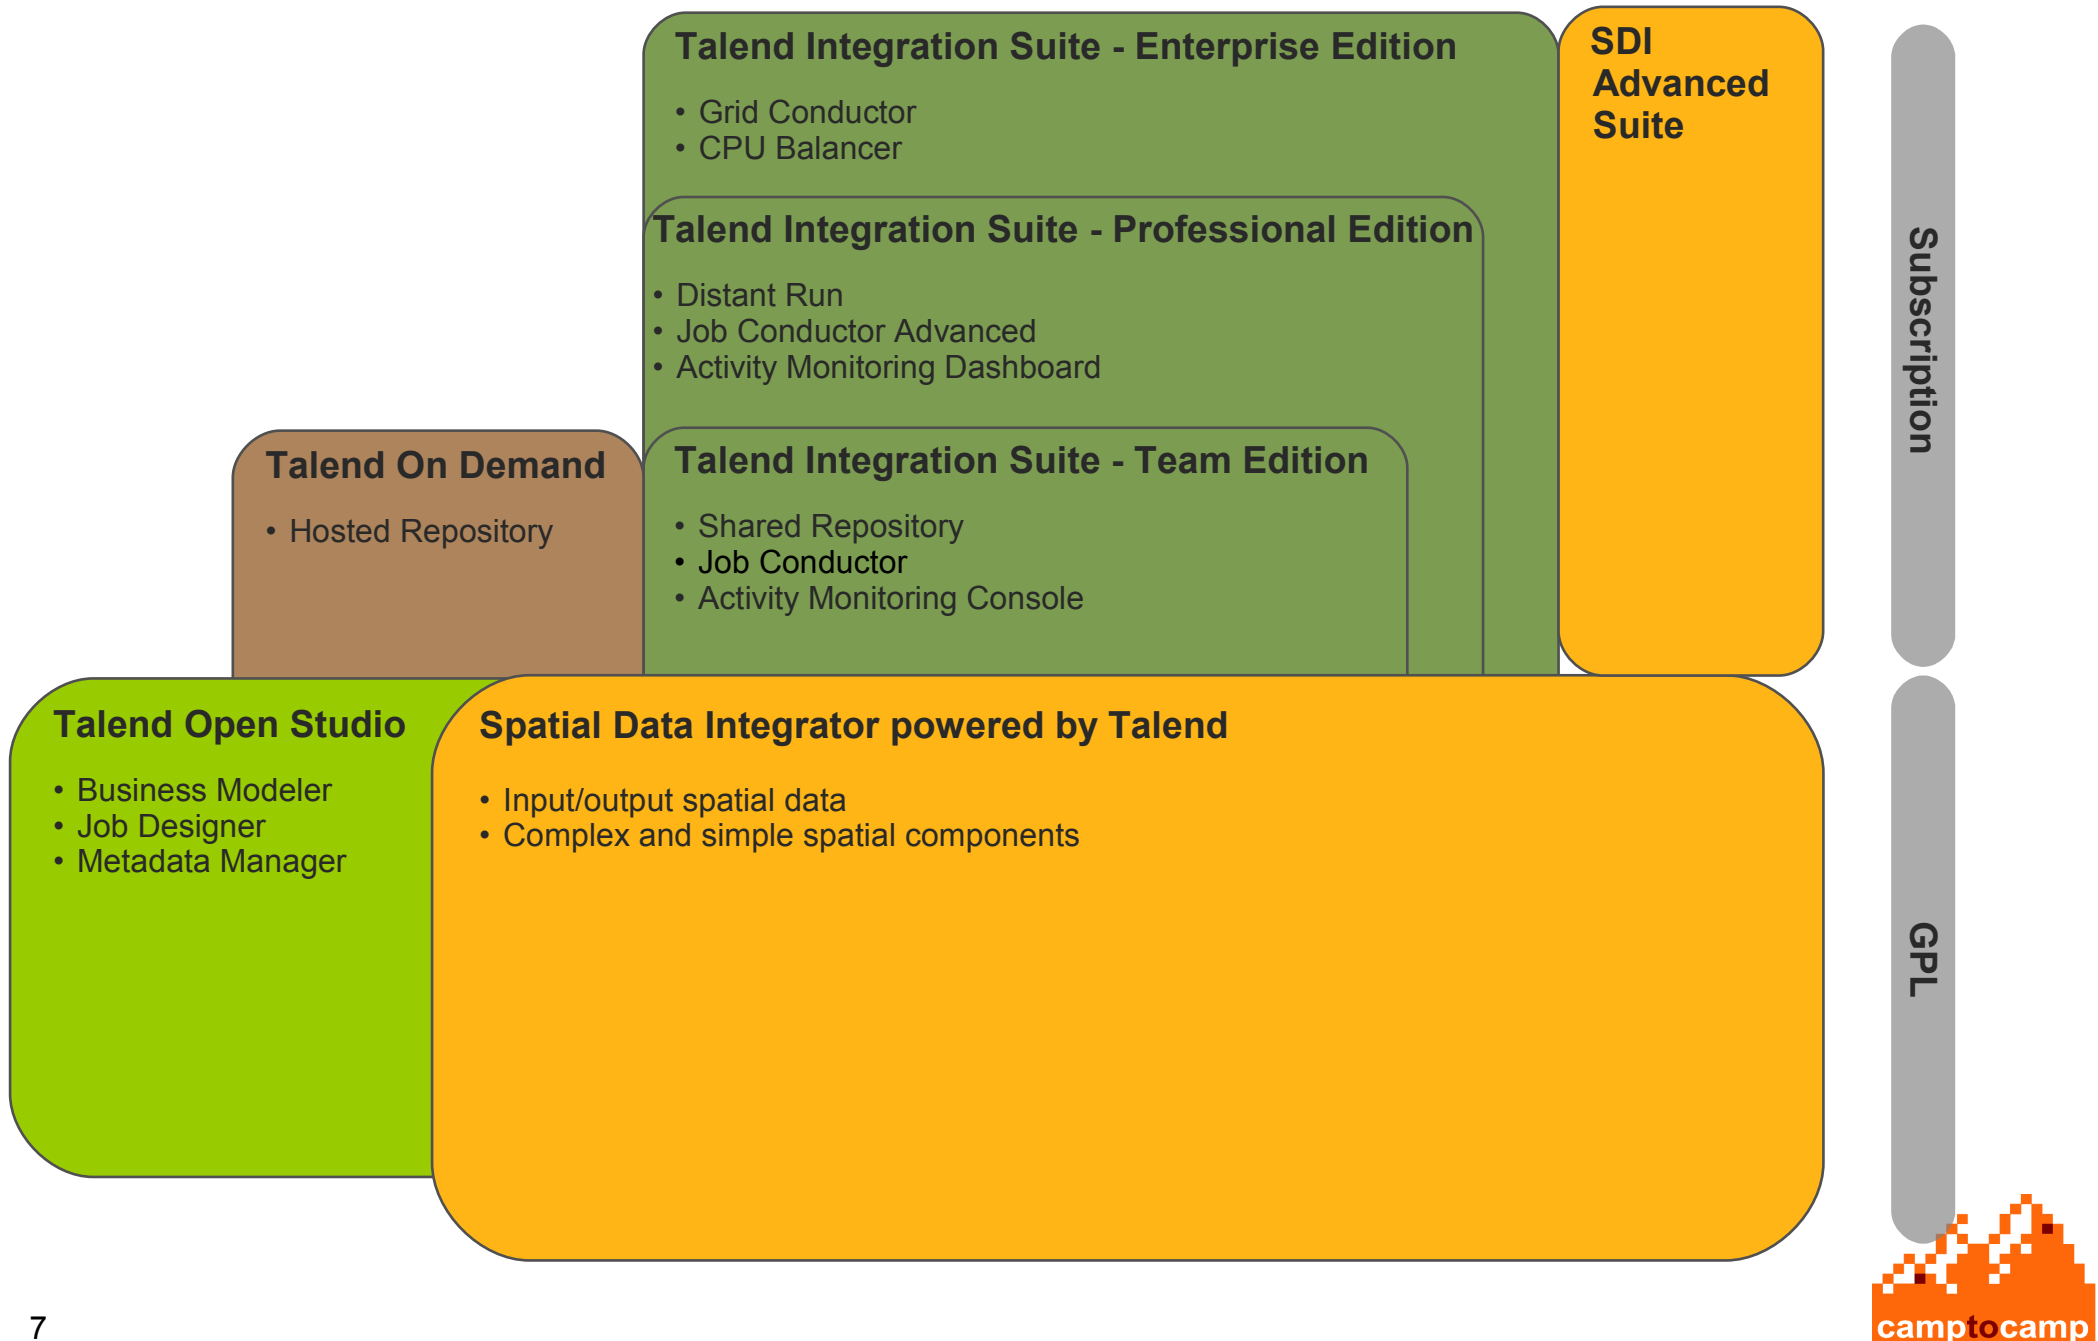 Talend Integration Suite - Enterprise Edition
• Grid Conductor
• CPU Balancer
SDI
Advanced
Suite
Talend Integration Suite - Professional Edition
• Distant Run
• Job Conductor Advanced
• Activity Monitoring Dashboard
Talend On Demand
• Hosted Repository
Talend Integration Suite - Team Edition
• Shared Repository
• Job Conductor
• Activity Monitoring Console
Subscription
Talend Open Studio
• Business Modeler
• Job Designer
• Metadata Manager
Spatial Data Integrator powered by Talend
• Input/output spatial data
• Complex and simple spatial components
GPL
7
camptocamp